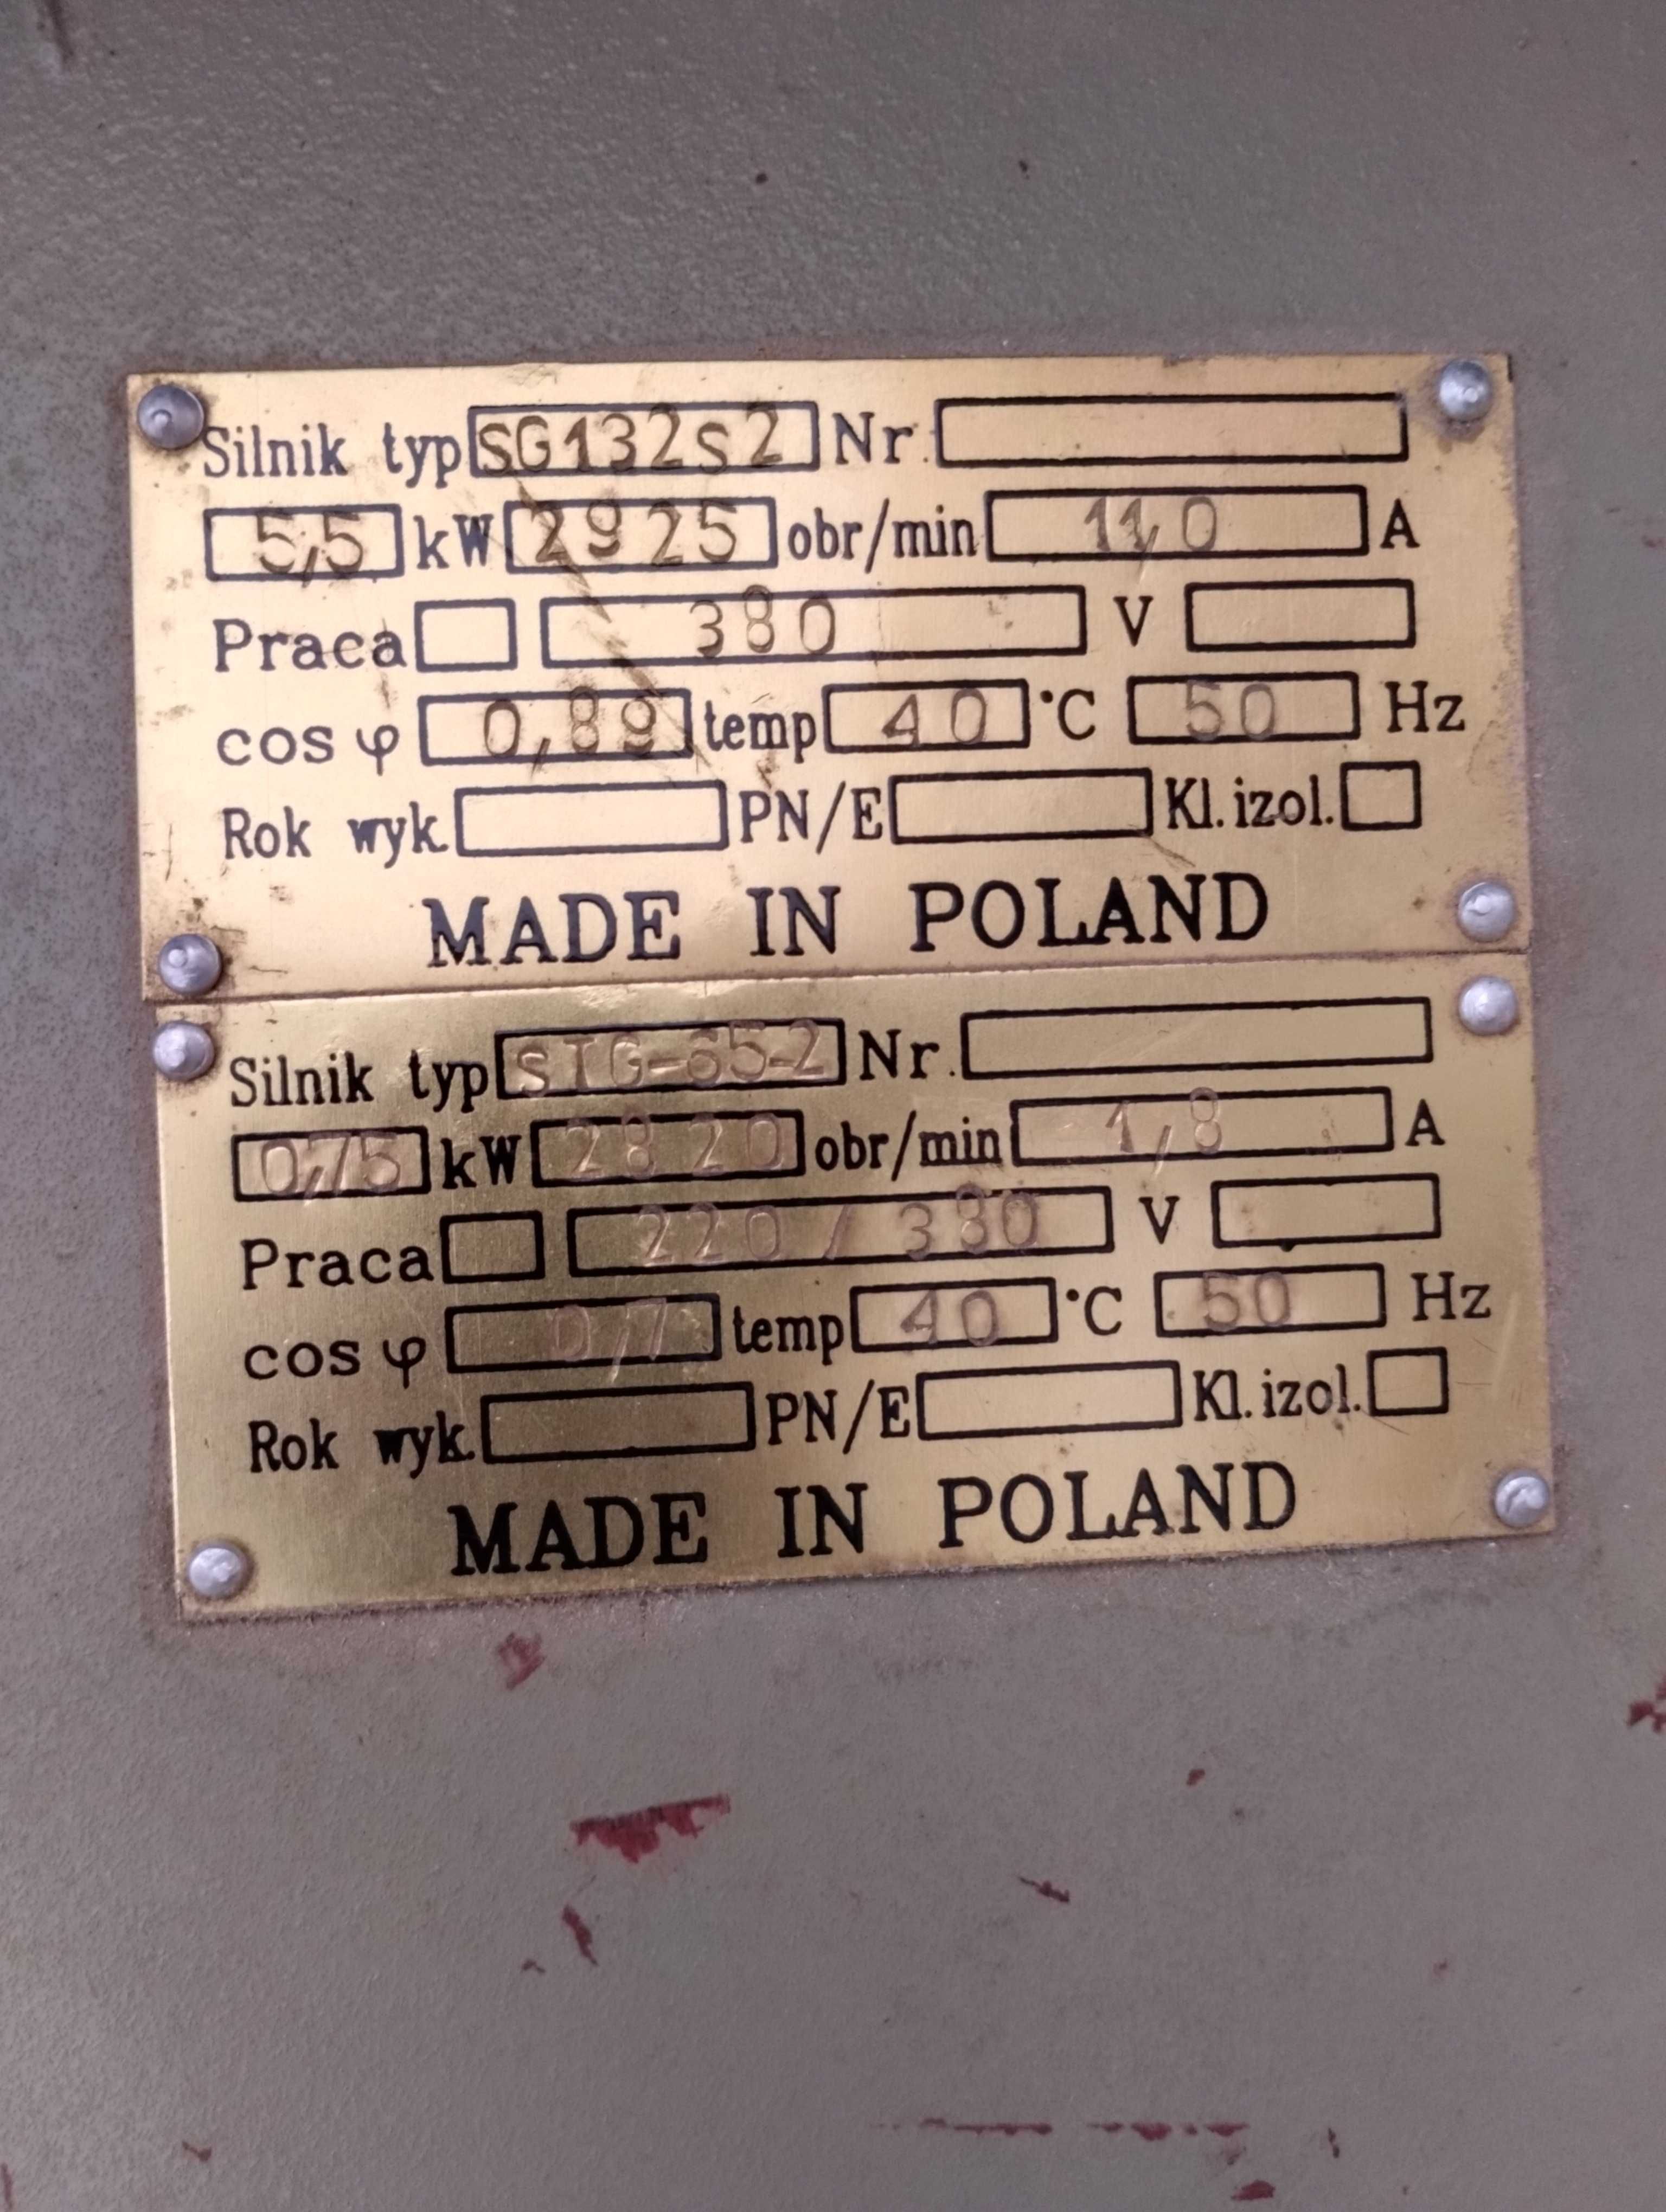 Silnik typ SG132S2 Nr.
5,5 kW 2925 obr/min 11,0 A
Praca 380 V
cos φ 0,89 temp 40 °C 50 Hz
Rok wyk. PN/E Kl. izol.
MADE IN POLAND
Silnik typ STG-65-2 Nr.
0,75 kW 2820 obr/min 1,8 A
Praca 220/380 V
cos φ 0,7 temp 40 °C 50 Hz
Rok wyk. PN/E Kl. izol.
MADE IN POLAND